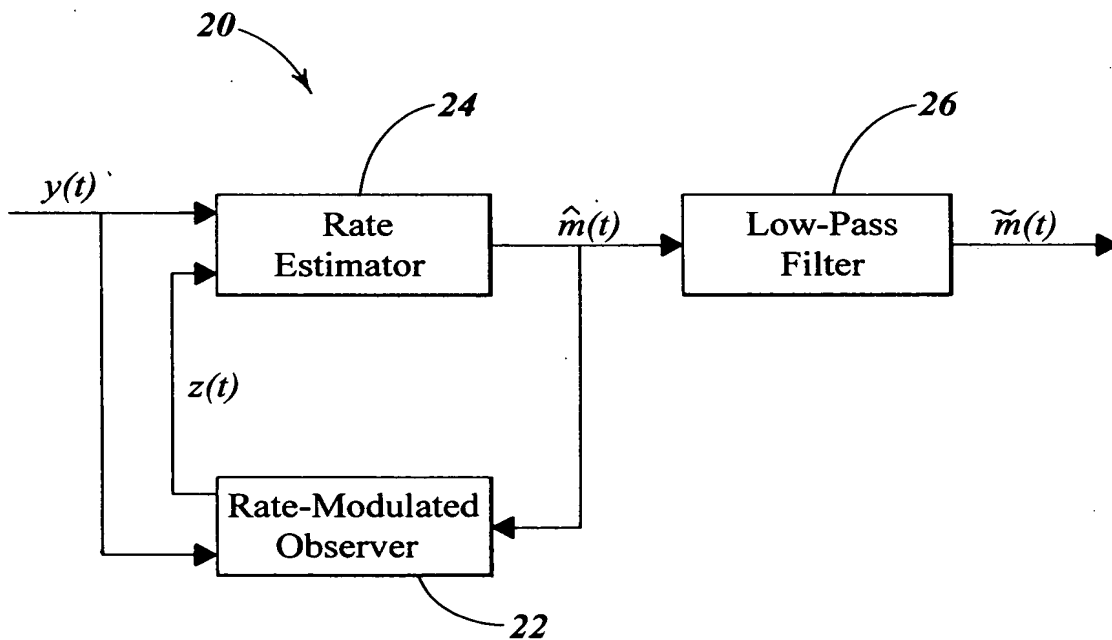 20
24
26
y(t)
Rate
Estimator
m̂(t)
Low-Pass
Filter
m̃(t)
z(t)
Rate-Modulated
Observer
22